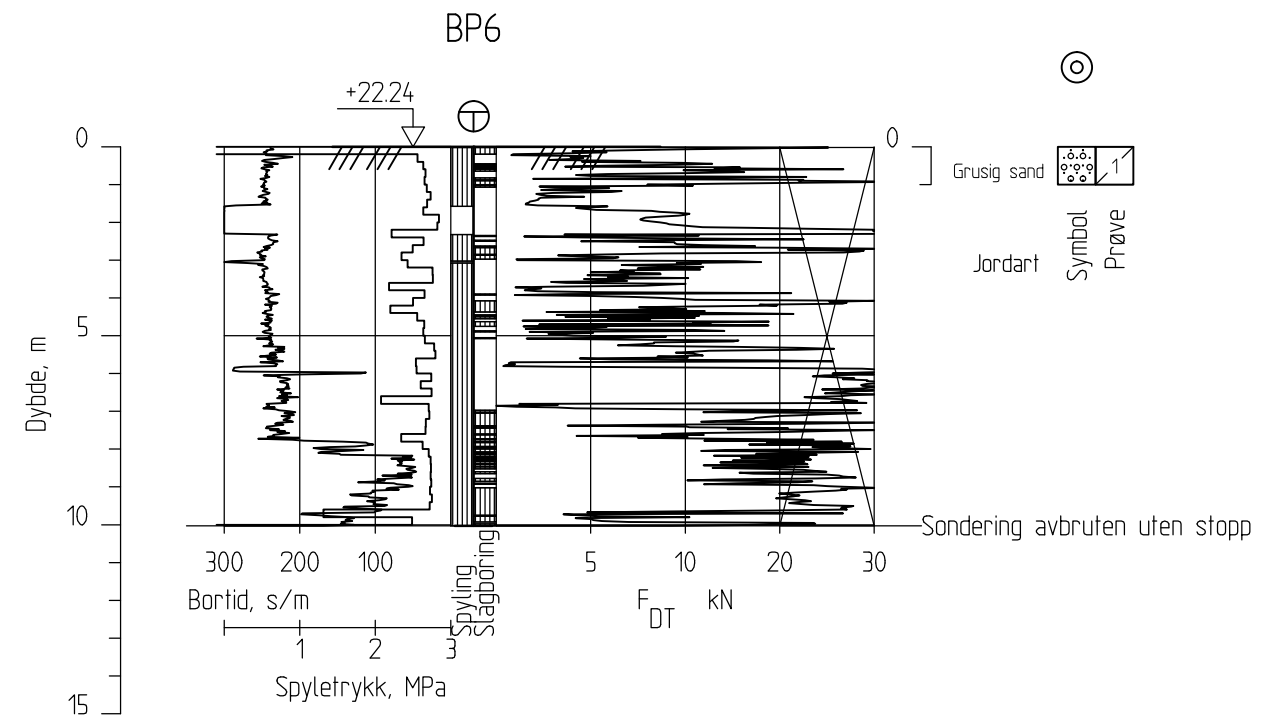 BP6
+22.24
0
0
Grusig sand
1
Symbol
Prøve
Jordart
5
Dybde, m
10
Sondering avbruten uten stopp
300 200 100
5 10 20 30
Bortid, s/m
Spyling
Slagboring
F DT kN
1 2 3
Spyletrykk, MPa
15